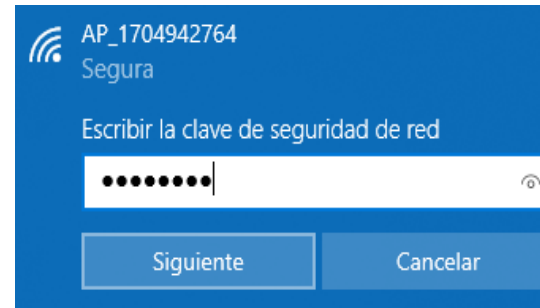 AP_1704942764
Segura
Escribir la clave de seguridad de red
••••••••
Siguiente
Cancelar